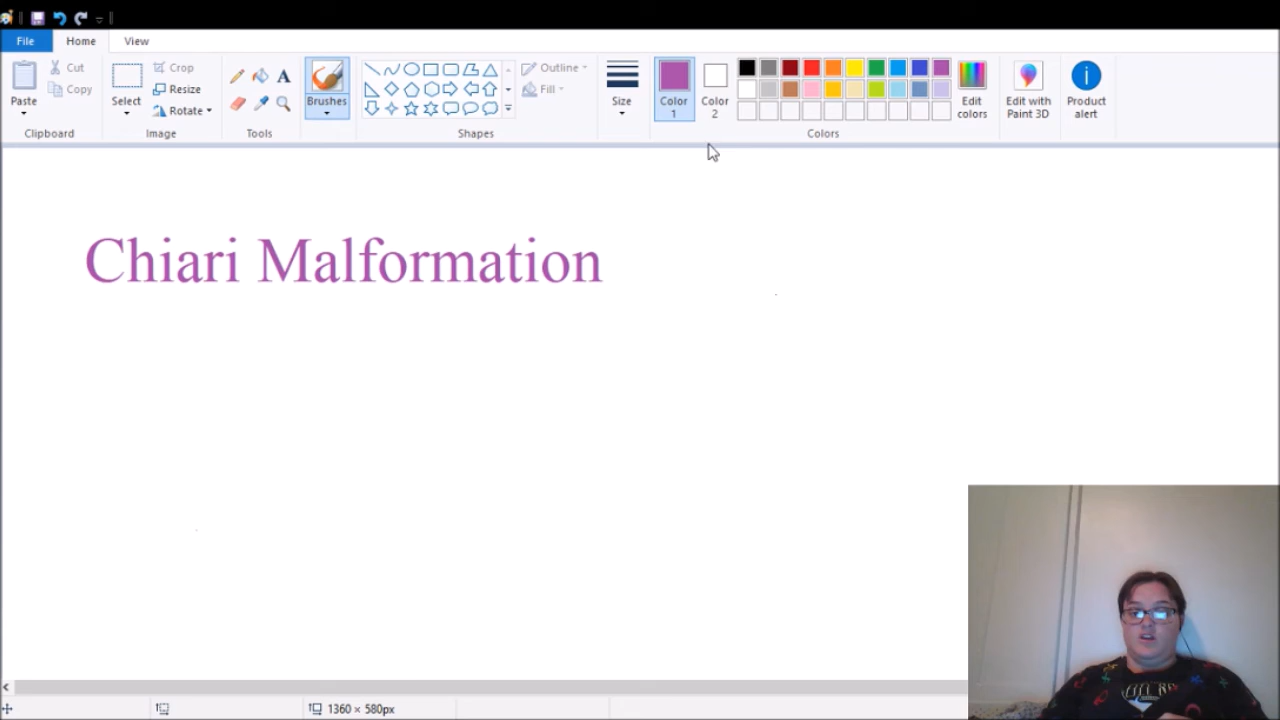 File Home View
Paste Cut Copy Clipboard
Select Crop Resize Rotate Image
A
Tools
Brushes
Shapes
Outline Fill
Size
Color 1 Color 2
Colors
Edit colors
Edit with Paint 3D
Product alert
Chiari Malformation
1360 × 580px